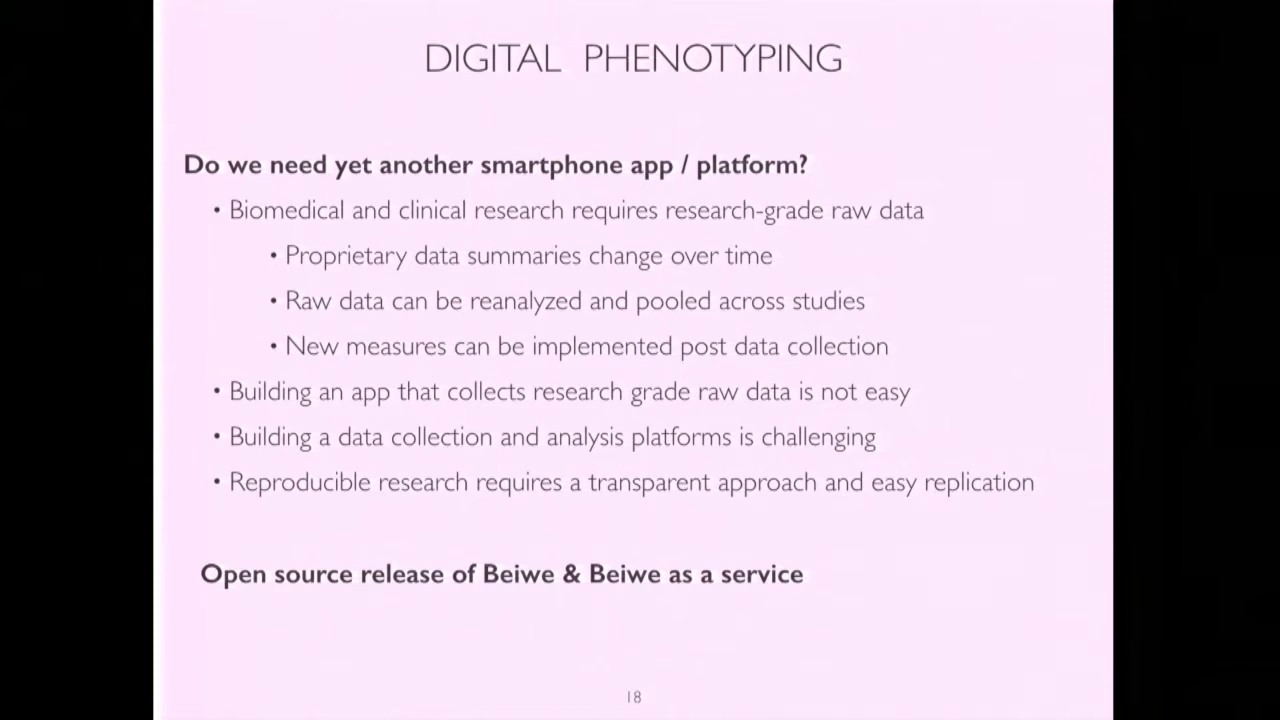 DIGITAL PHENOTYPING
Do we need yet another smartphone app / platform?
• Biomedical and clinical research requires research-grade raw data
• Proprietary data summaries change over time
• Raw data can be reanalyzed and pooled across studies
• New measures can be implemented post data collection
• Building an app that collects research grade raw data is not easy
• Building a data collection and analysis platforms is challenging
• Reproducible research requires a transparent approach and easy replication
Open source release of Beiwe & Beiwe as a service
18